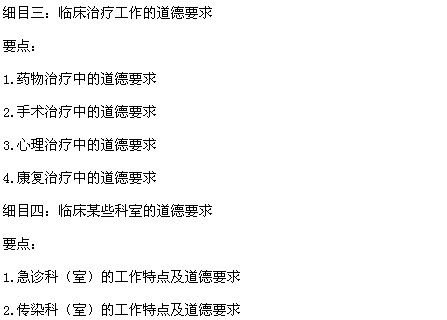 细目三：临床治疗工作的道德要求
要点：
1.药物治疗中的道德要求
2.手术治疗中的道德要求
3.心理治疗中的道德要求
4.康复治疗中的道德要求
细目四：临床某些科室的道德要求
要点：
1.急诊科（室）的工作特点及道德要求
2.传染科（室）的工作特点及道德要求